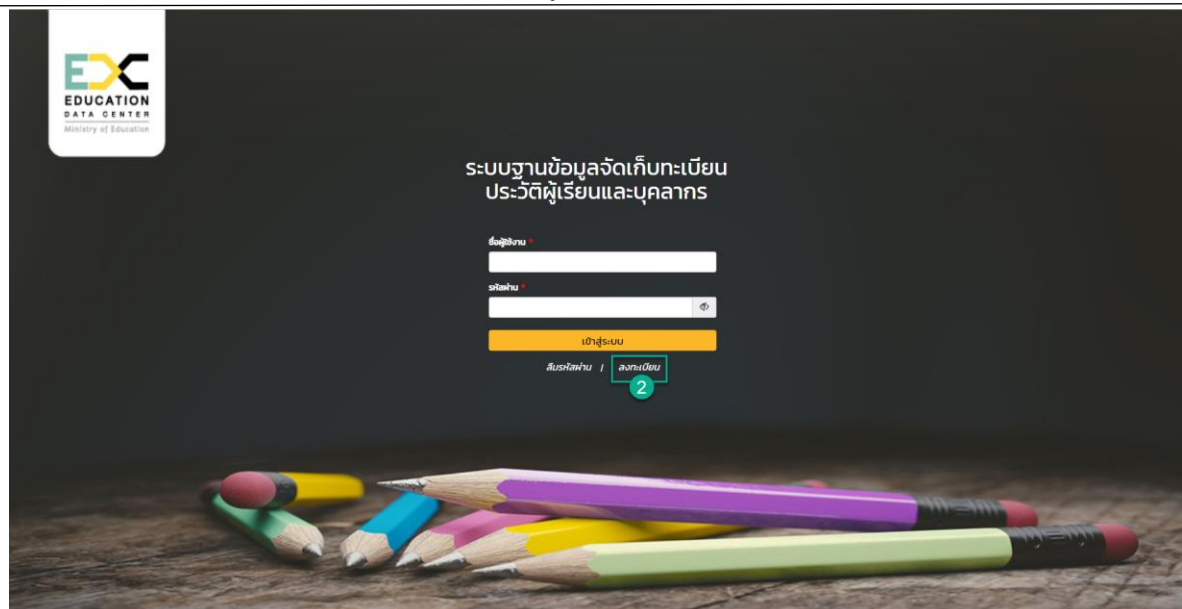 EDC
EDUCATION
DATA CENTER
Ministry of Education
ระบบฐานข้อมูลจัดเก็บทะเบียน
ประวัติผู้เรียนและบุคลากร
ชื่อผู้ใช้งาน *
รหัสผ่าน *
เข้าสู่ระบบ
ลืมรหัสผ่าน | ลงทะเบียน
2